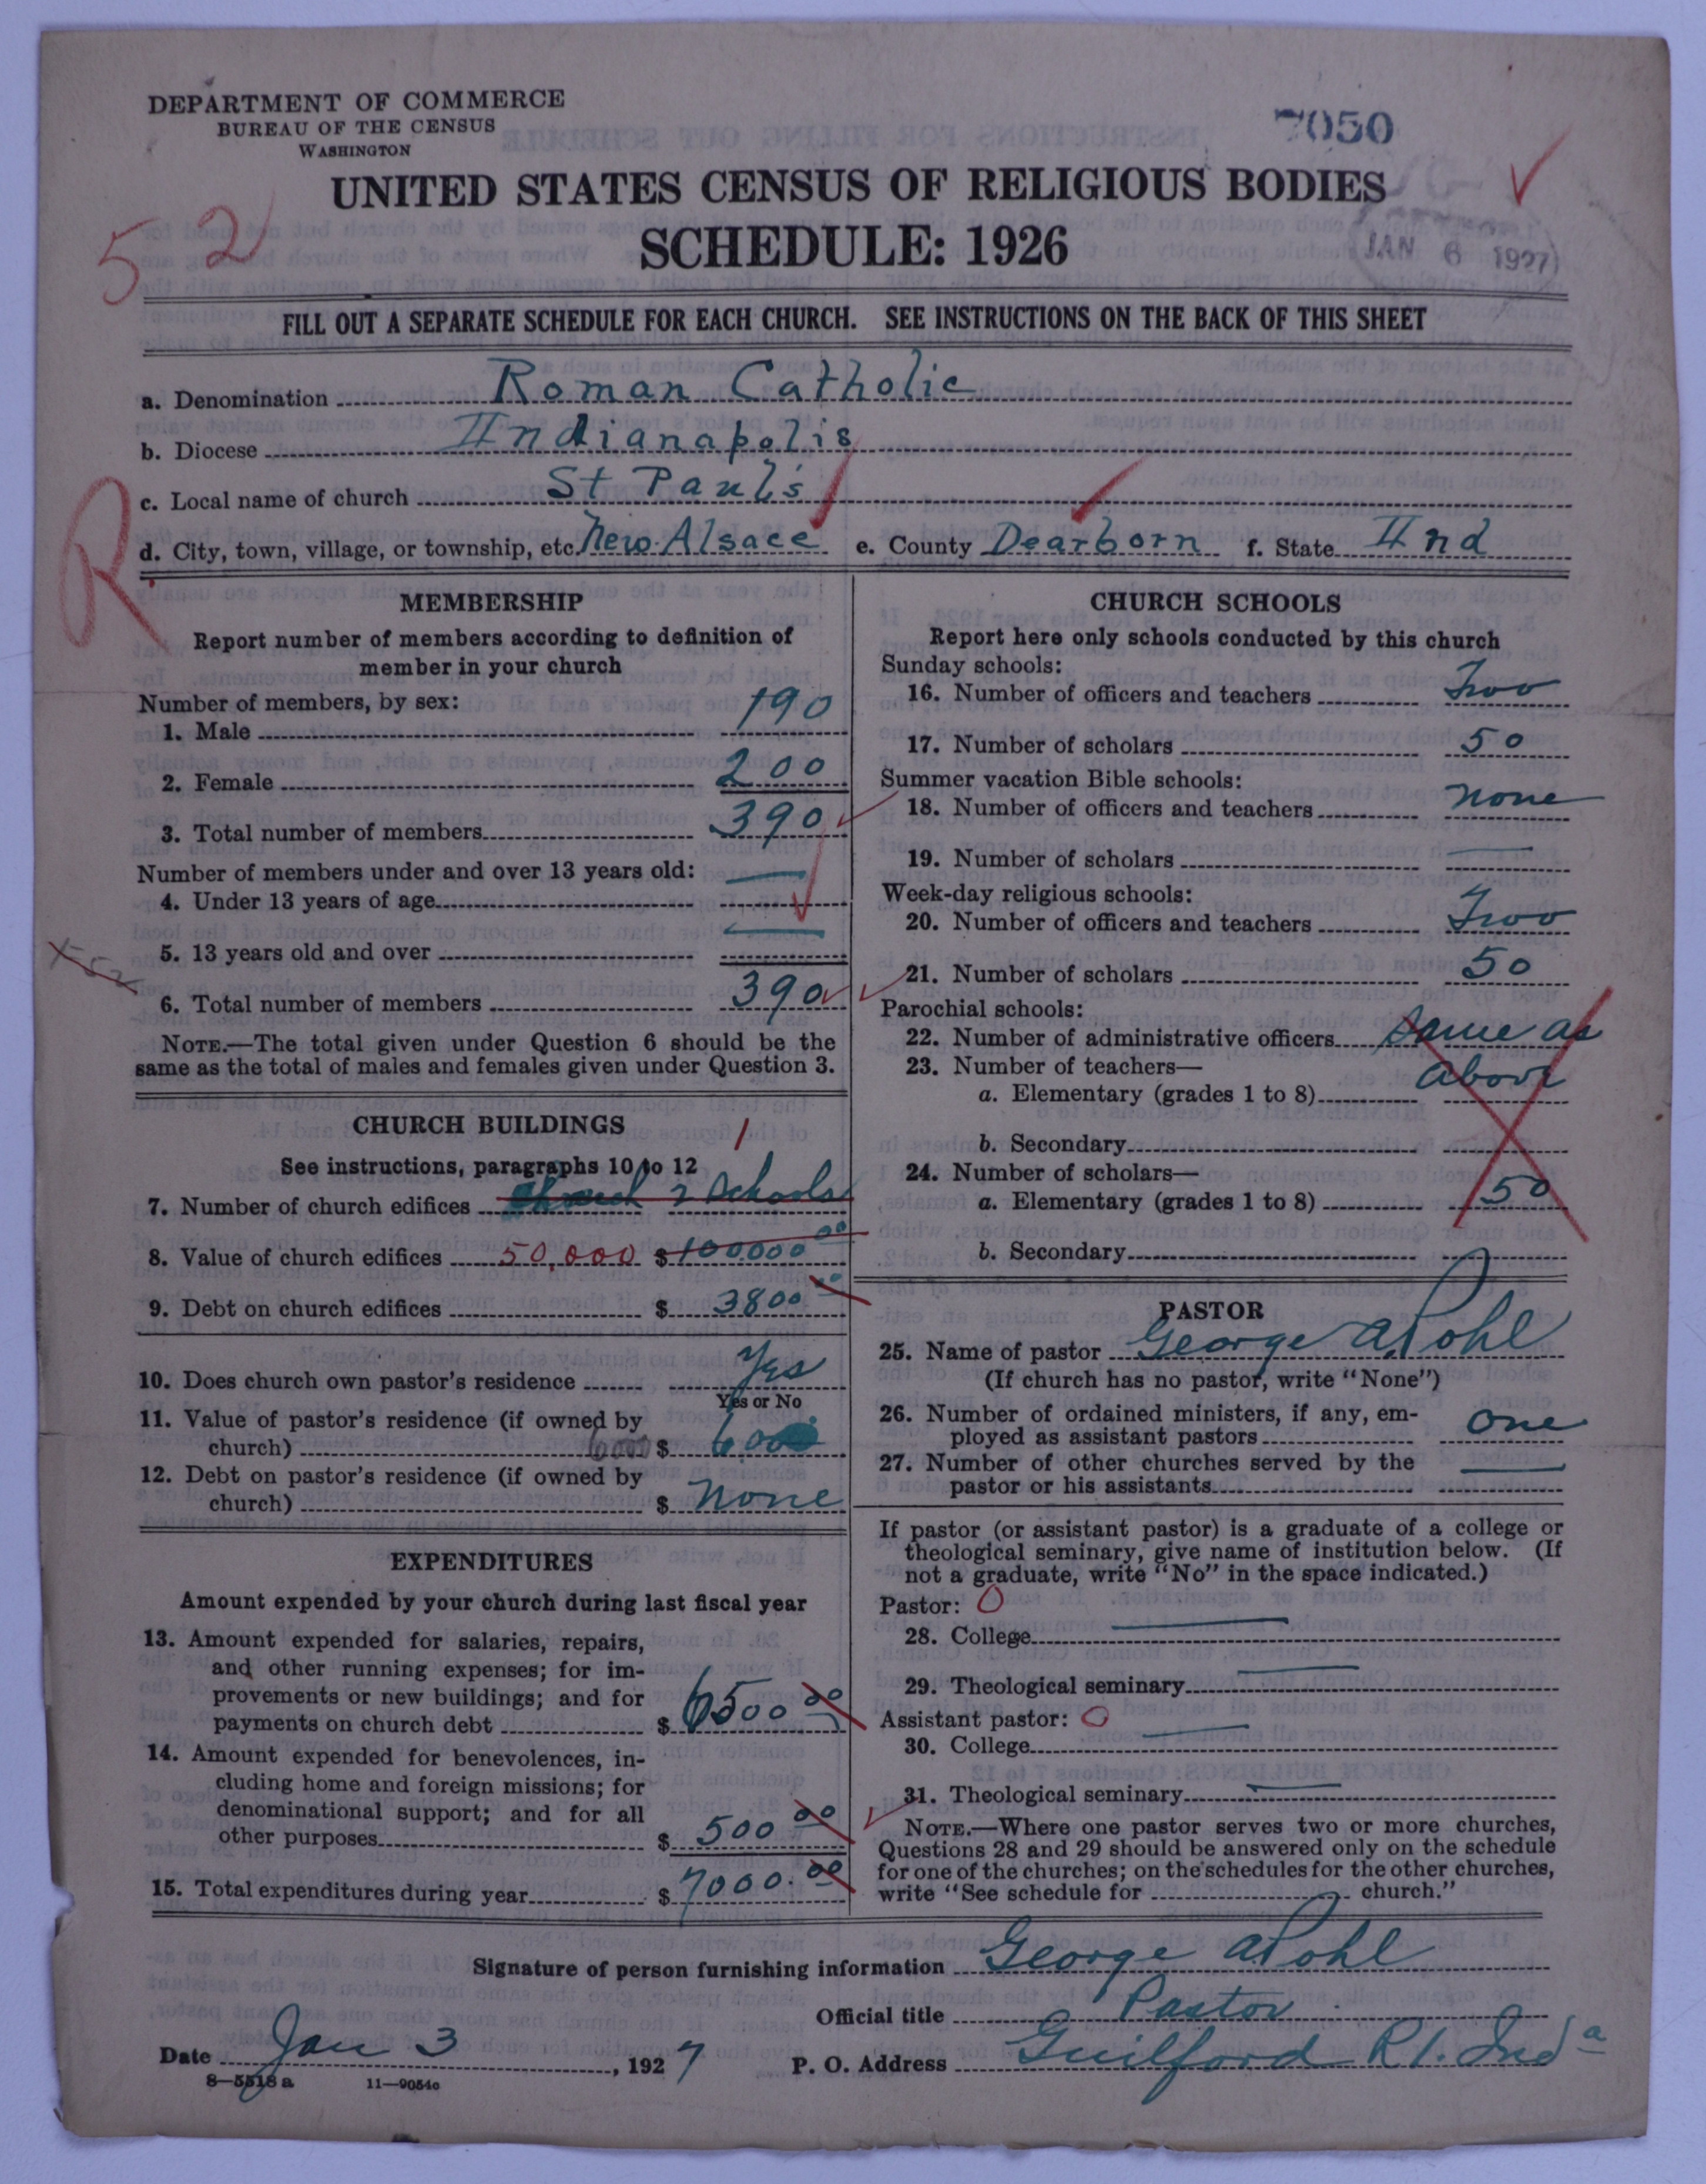 DEPARTMENT OF COMMERCE
BUREAU OF THE CENSUS
WASHINGTON
7050
UNITED STATES CENSUS OF RELIGIOUS BODIES
SCHEDULE: 1926
JAN 6 1927
52
FILL OUT A SEPARATE SCHEDULE FOR EACH CHURCH. SEE INSTRUCTIONS ON THE BACK OF THIS SHEET
a. Denomination Roman Catholic
b. Diocese Indianapolis
c. Local name of church St Paul's
d. City, town, village, or township, etc. New Alsace e. County Dearborn f. State Ind
R
MEMBERSHIP
Report number of members according to definition of
member in your church
Number of members, by sex:
1. Male 190
2. Female 200
3. Total number of members 390
Number of members under and over 13 years old:
4. Under 13 years of age —
5. 13 years old and over —
6. Total number of members 390
NOTE.—The total given under Question 6 should be the
same as the total of males and females given under Question 3.
CHURCH BUILDINGS
See instructions, paragraphs 10 to 12
1
7. Number of church edifices Church 2 Schools
8. Value of church edifices 50,000 $ 100000 00
9. Debt on church edifices $ 3800 00
10. Does church own pastor's residence Yes
Yes or No
11. Value of pastor's residence (if owned by
church) 6000 $ 6000
12. Debt on pastor's residence (if owned by
church) $ None
EXPENDITURES
Amount expended by your church during last fiscal year
13. Amount expended for salaries, repairs,
and other running expenses; for im-
provements or new buildings; and for
payments on church debt $ 6500 00
14. Amount expended for benevolences, in-
cluding home and foreign missions; for
denominational support; and for all
other purposes $ 500 00
15. Total expenditures during year $ 7000.00
CHURCH SCHOOLS
Report here only schools conducted by this church
Sunday schools:
16. Number of officers and teachers Two
17. Number of scholars 50
Summer vacation Bible schools:
18. Number of officers and teachers none
19. Number of scholars —
Week-day religious schools:
20. Number of officers and teachers Two
21. Number of scholars 50
Parochial schools:
22. Number of administrative officers Same as
23. Number of teachers— above
a. Elementary (grades 1 to 8)
b. Secondary
24. Number of scholars—
a. Elementary (grades 1 to 8) 50
b. Secondary
PASTOR
25. Name of pastor George A Pohl
(If church has no pastor, write "None")
26. Number of ordained ministers, if any, em-
ployed as assistant pastors one
27. Number of other churches served by the
pastor or his assistants —
If pastor (or assistant pastor) is a graduate of a college or
theological seminary, give name of institution below. (If
not a graduate, write "No" in the space indicated.)
Pastor: 0
28. College —
29. Theological seminary —
Assistant pastor: 0
30. College —
31. Theological seminary —
NOTE.—Where one pastor serves two or more churches,
Questions 28 and 29 should be answered only on the schedule
for one of the churches; on the schedules for the other churches,
write "See schedule for church."
Signature of person furnishing information George A Pohl
Official title Pastor
Date Jan 3, 1927 P. O. Address Guilford R1. Inda
8—5518 a 11—9054c